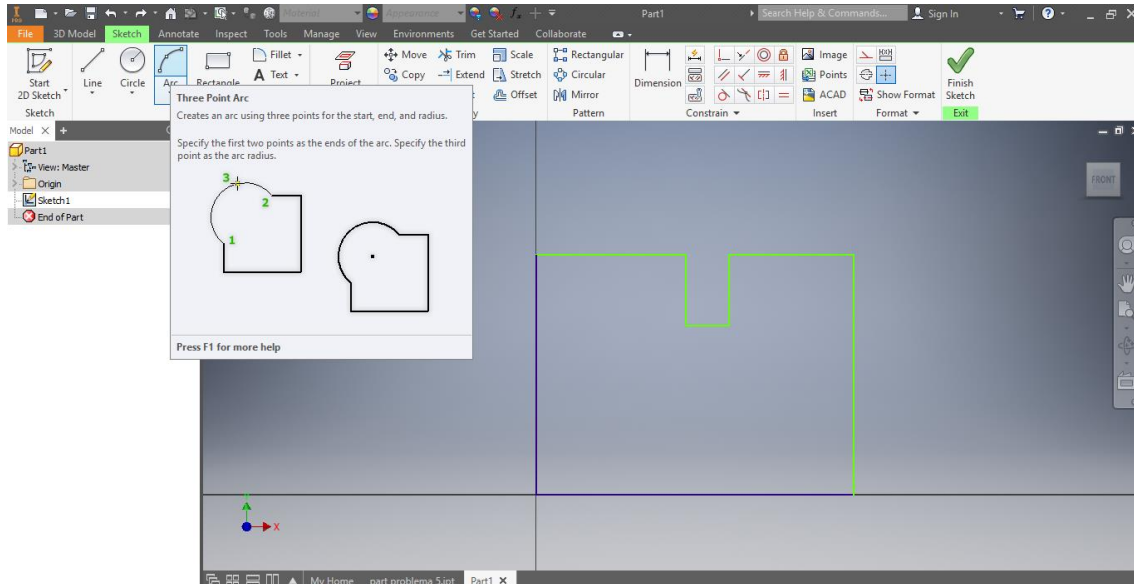 PRO
Material
Appearance
Part1
Search Help & Commands...
Sign In
File 3D Model Sketch Annotate Inspect Tools Manage View Environments Get Started Collaborate
Start
2D Sketch
Line
Circle
Arc
Rectangle
Fillet
Text
Project
Move
Copy
Trim
Extend
Scale
Stretch
Offset
Rectangular
Circular
Mirror
Dimension
Image
Points
ACAD
Show Format
Finish
Sketch
Sketch
Pattern
Constrain
Insert
Format
Exit
Three Point Arc
Creates an arc using three points for the start, end, and radius.
Specify the first two points as the ends of the arc. Specify the third
point as the arc radius.
3
2
1
Press F1 for more help
Model
Part1
View: Master
Origin
Sketch1
End of Part
FRONT
X
My Home
part problema 5.ipt
Part1